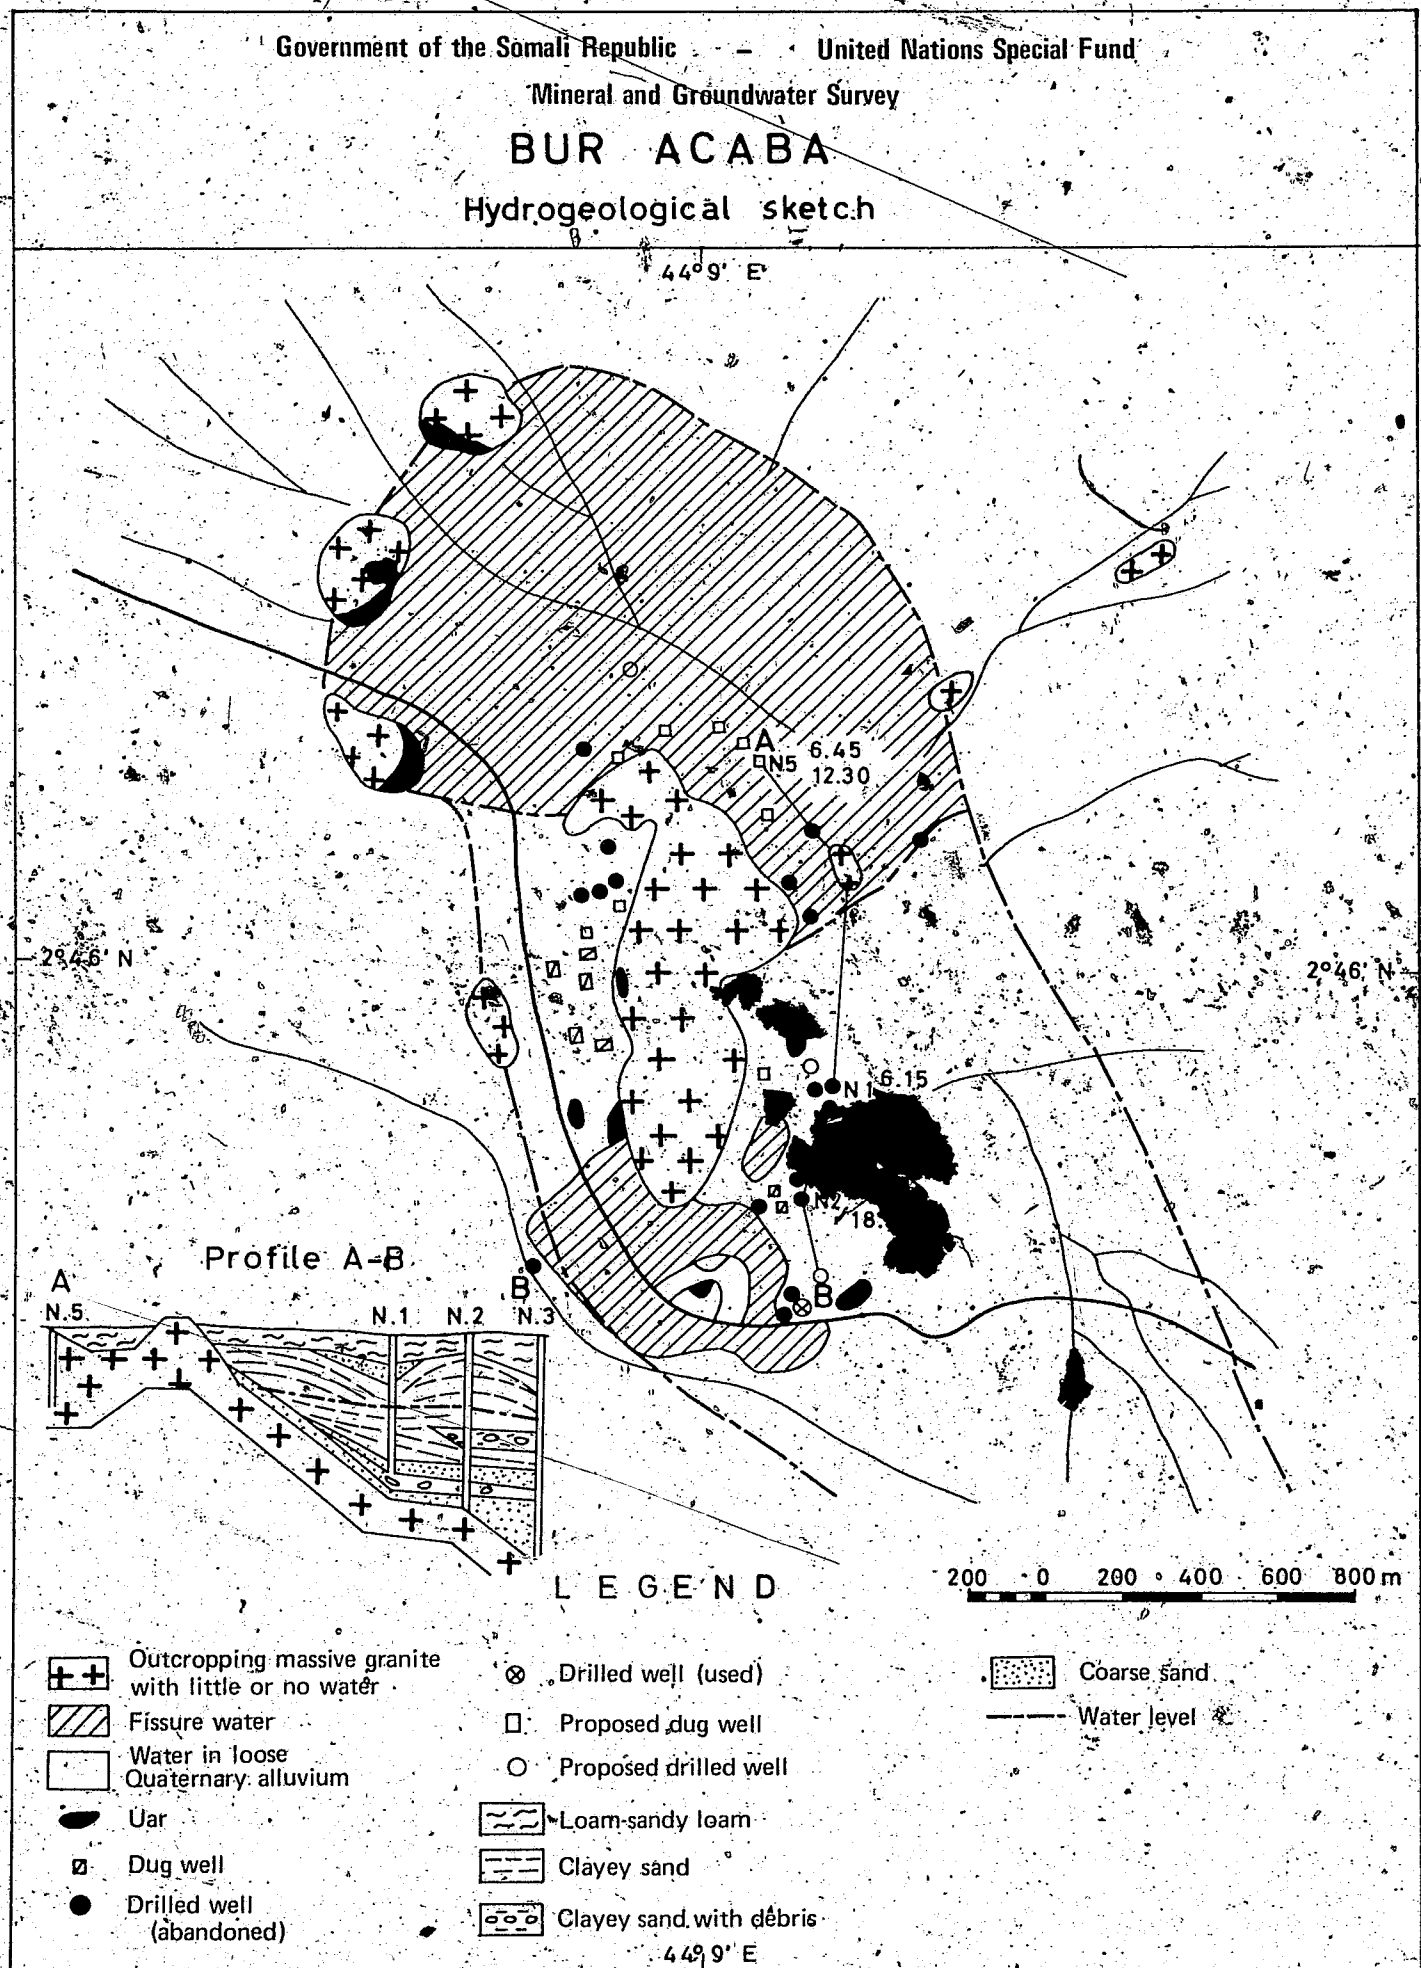 Government of the Somali Republic - United Nations Special Fund
Mineral and Groundwater Survey
BUR ACABA
Hydrogeological sketch
44°9' E
A
N5 6.45
12.30
2°46' N
2°46' N
N1 6.15
N2
18.
B
B
Profile A-B
A
N.5 N.1 N.2 N.3
LEGEND
200 0 200 400 600 800 m
Outcropping massive granite
with little or no water
Fissure water
Water in loose
Quaternary alluvium
Uar
Dug well
Drilled well
(abandoned)
Drilled well (used)
Proposed dug well
Proposed drilled well
Loam-sandy loam
Clayey sand
Clayey sand with debris
Coarse sand
Water level
44°9' E